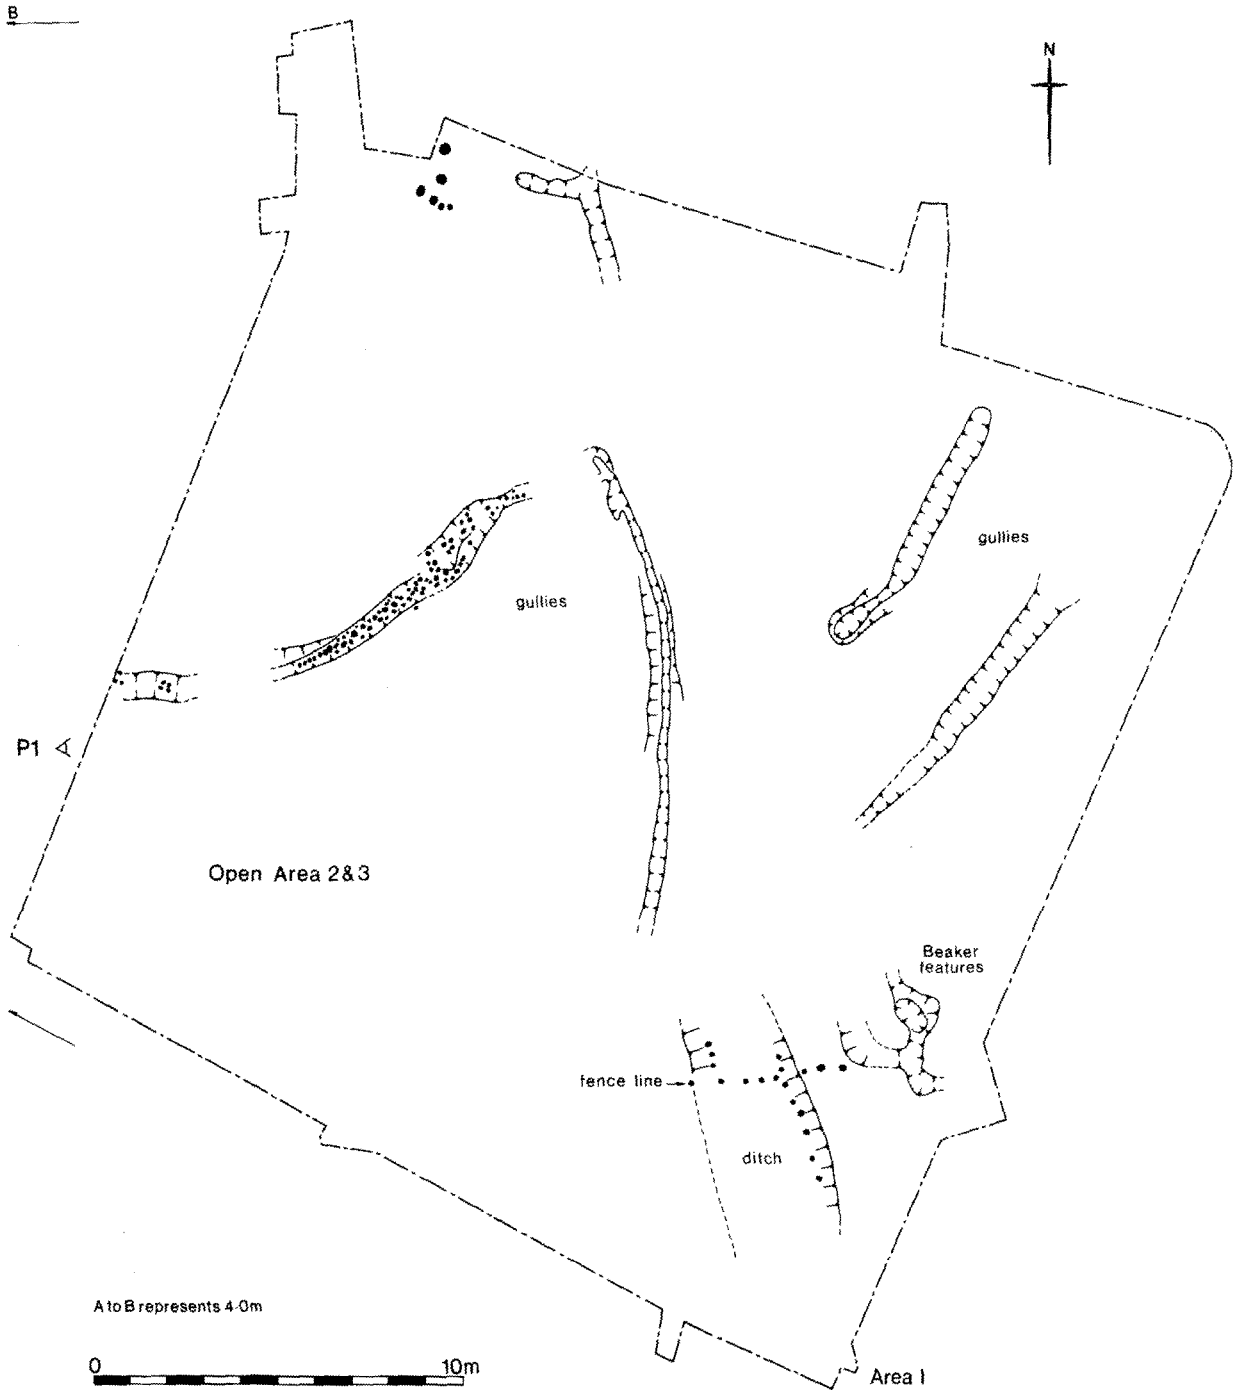 B
N
gullies
gullies
P1
Open Area 2&3
Beaker
features
fence line
ditch
A to B represents 4·0m
0 10m
Area I